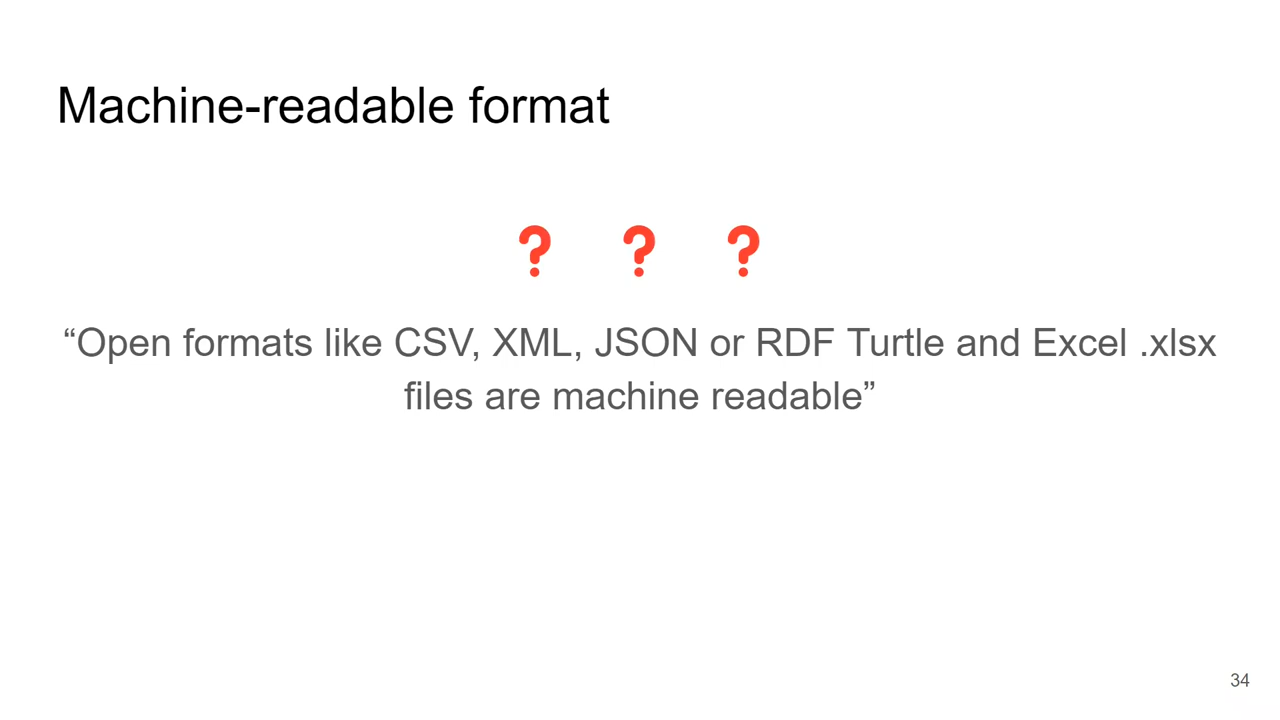 Machine-readable format
❓ ❓ ❓
“Open formats like CSV, XML, JSON or RDF Turtle and Excel .xlsx
files are machine readable”
34